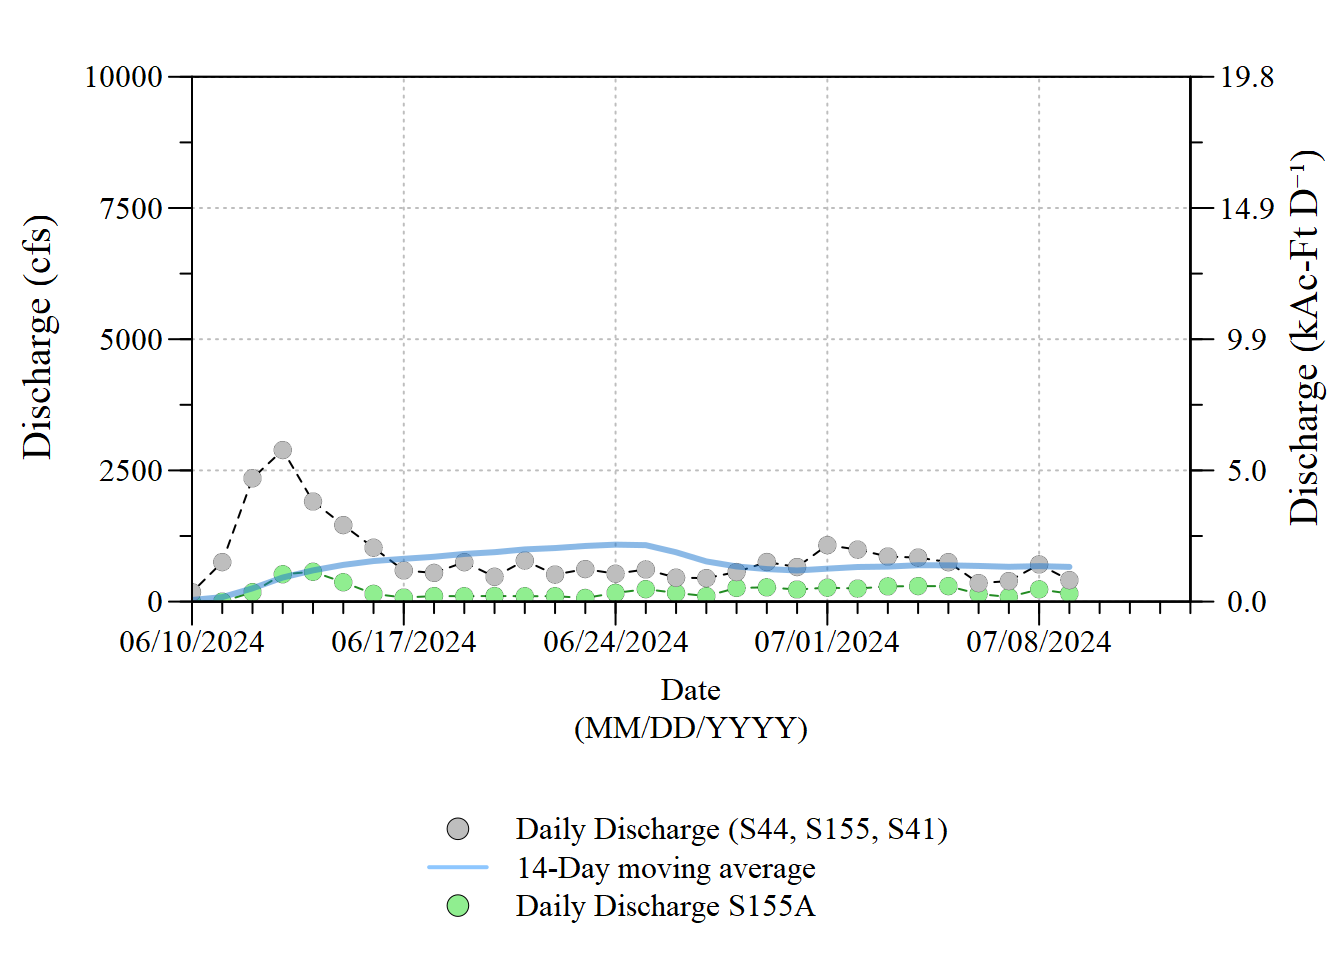 10000
7500
5000
2500
0
Discharge (cfs)
19.8
14.9
9.9
5.0
0.0
Discharge (kAc-Ft D⁻¹)
06/10/2024
06/17/2024
06/24/2024
07/01/2024
07/08/2024
Date
(MM/DD/YYYY)
Daily Discharge (S44, S155, S41)
14-Day moving average
Daily Discharge S155A